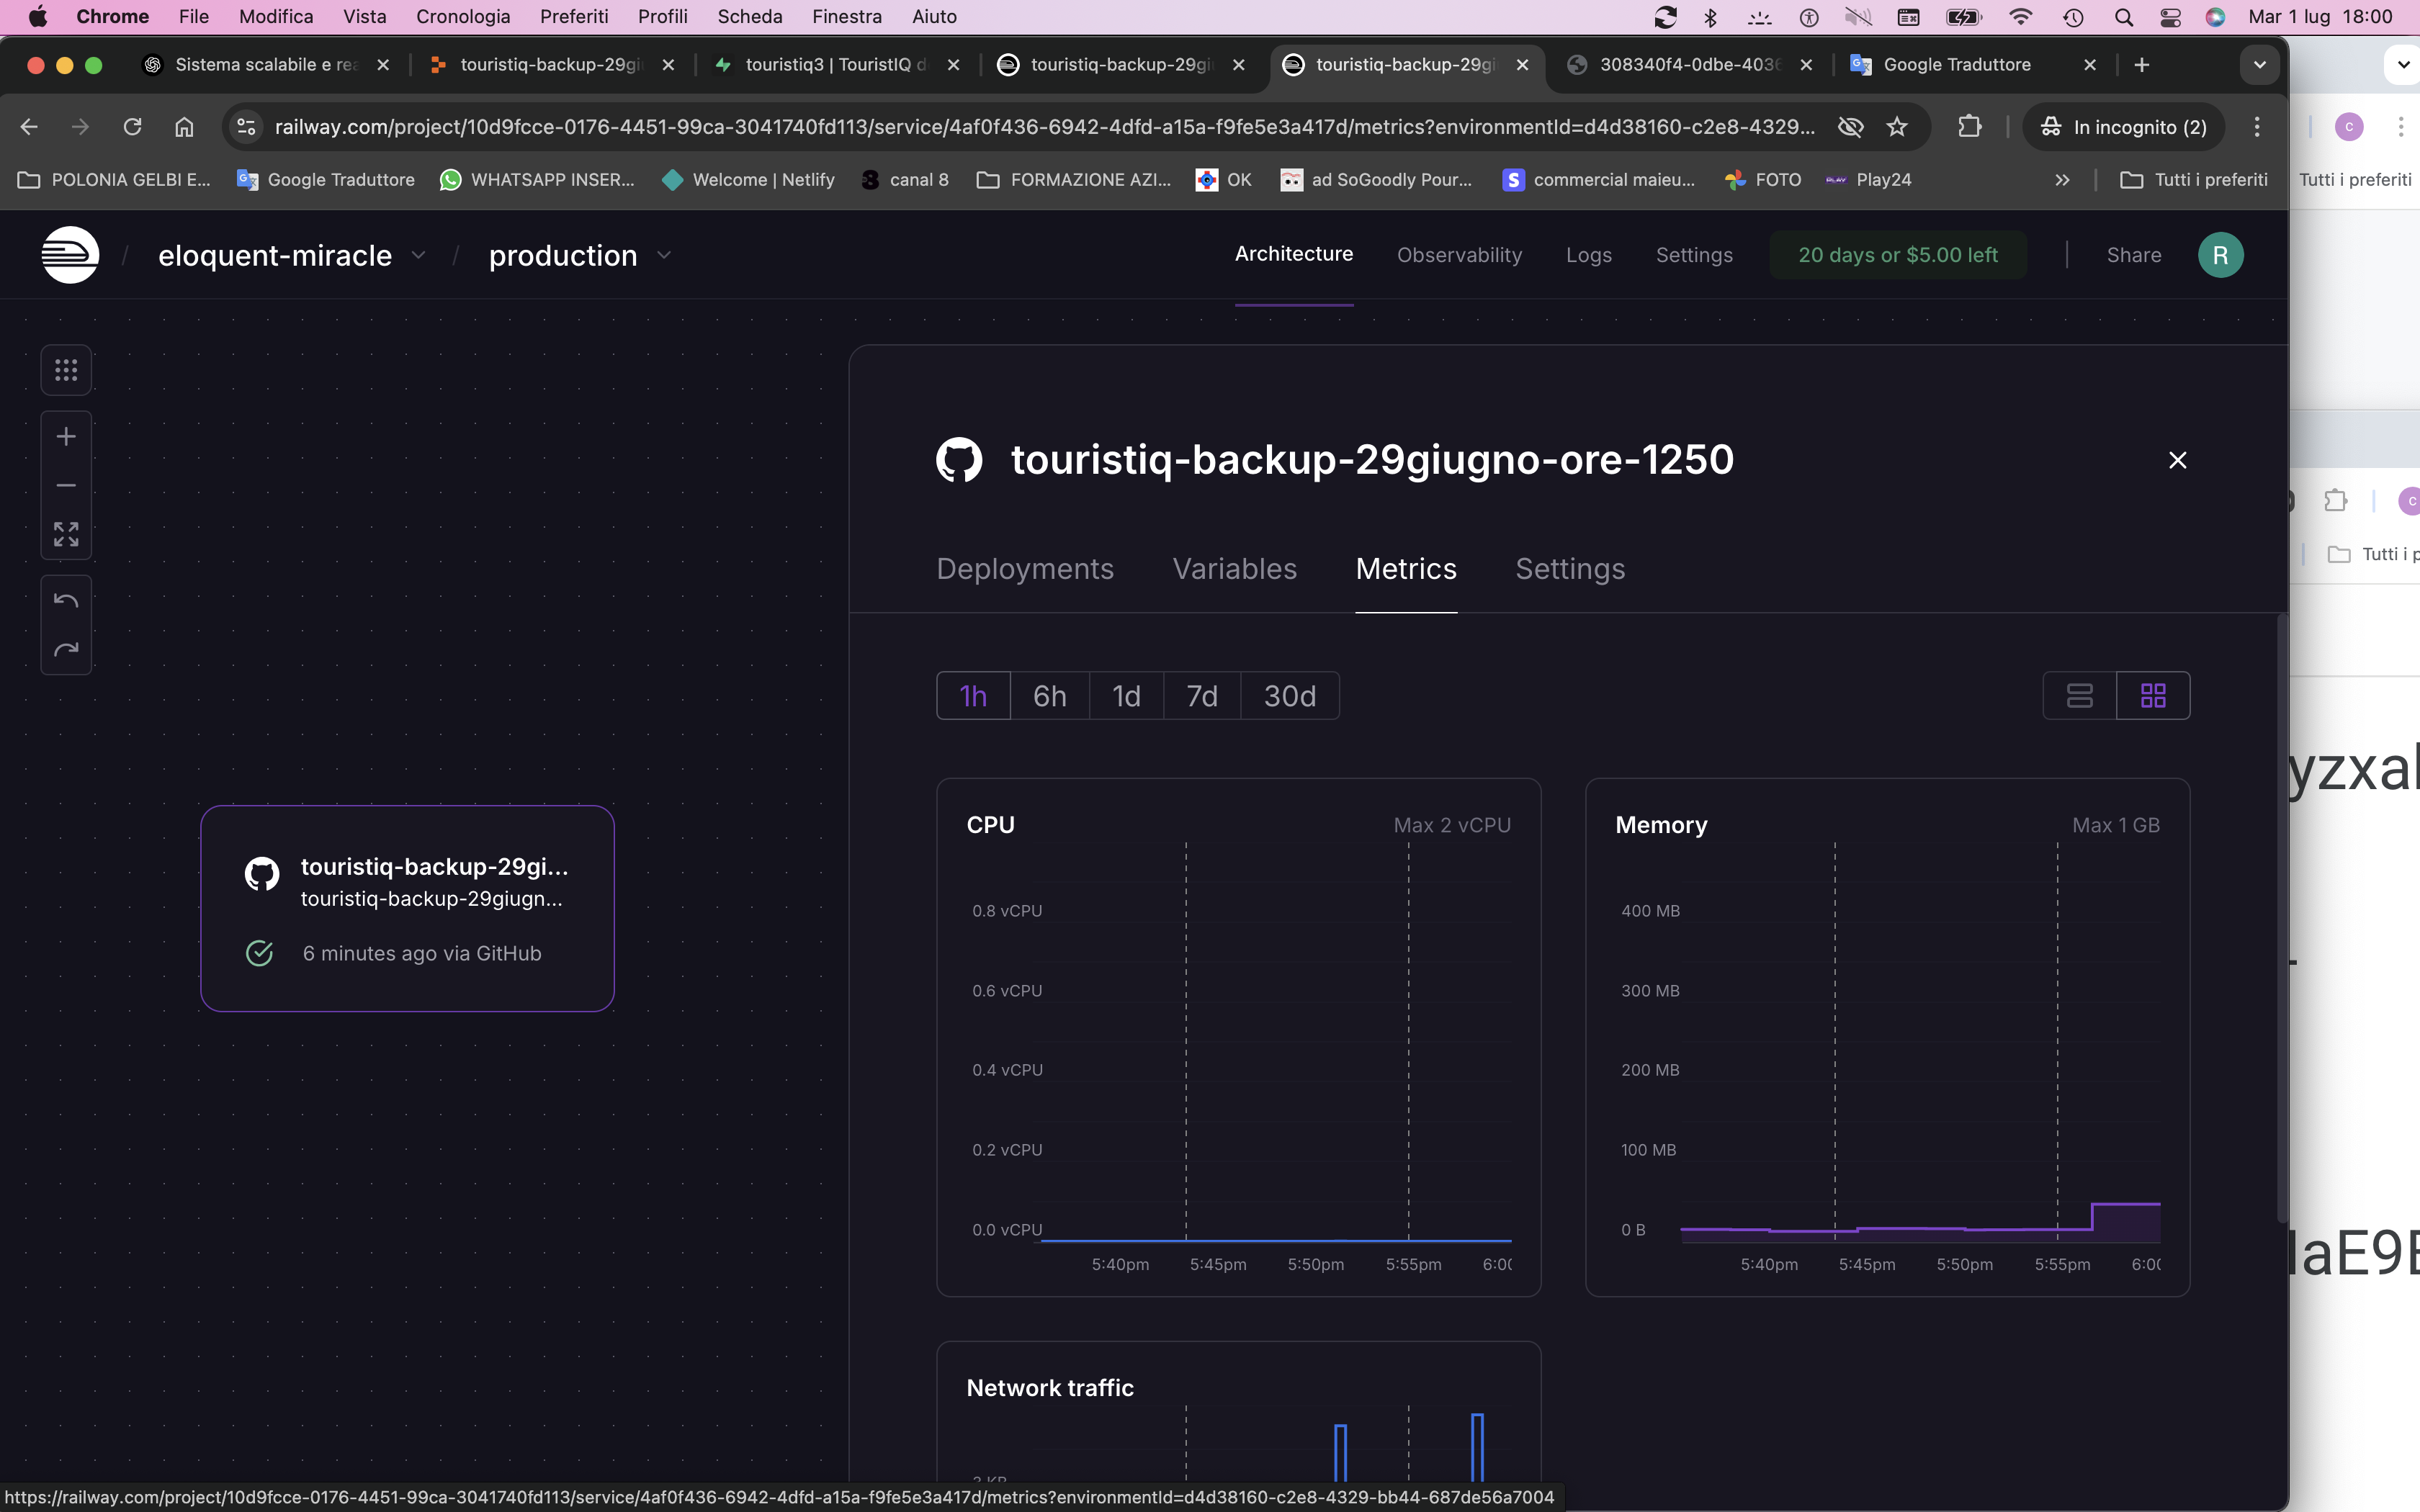 Chrome File Modifica Vista Cronologia Preferiti Profili Scheda Finestra Aiuto Mar 1 lug 18:00
Sistema scalabile e rea touristiq-backup-29gi touristiq3 | TouristIQ d touristiq-backup-29gi touristiq-backup-29gi 308340f4-0dbe-4036 Google Traduttore
railway.com/project/10d9fcce-0176-4451-99ca-3041740fd113/service/4af0f436-6942-4dfd-a15a-f9fe5e3a417d/metrics?environmentId=d4d38160-c2e8-4329... In incognito (2) c
POLONIA GELBI E... Google Traduttore WHATSAPP INSER... Welcome | Netlify canal 8 FORMAZIONE AZI... OK ad SoGoodly Pour... commercial maieu... FOTO Play24 >> Tutti i preferiti Tutti i preferiti
eloquent-miracle / production Architecture Observability Logs Settings 20 days or $5.00 left Share R
touristiq-backup-29giugno-ore-1250
c
Tutti i p
Deployments Variables Metrics Settings
1h 6h 1d 7d 30d
yzxal
touristiq-backup-29gi...
touristiq-backup-29giugn...
6 minutes ago via GitHub
CPU Max 2 vCPU
0.8 vCPU
0.6 vCPU
0.4 vCPU
0.2 vCPU
0.0 vCPU
5:40pm 5:45pm 5:50pm 5:55pm 6:00
Memory Max 1 GB
400 MB
300 MB
200 MB
100 MB
0 B
5:40pm 5:45pm 5:50pm 5:55pm 6:00
Network traffic
https://railway.com/project/10d9fcce-0176-4451-99ca-3041740fd113/service/4af0f436-6942-4dfd-a15a-f9fe5e3a417d/metrics?environmentId=d4d38160-c2e8-4329-bb44-687de56a7004